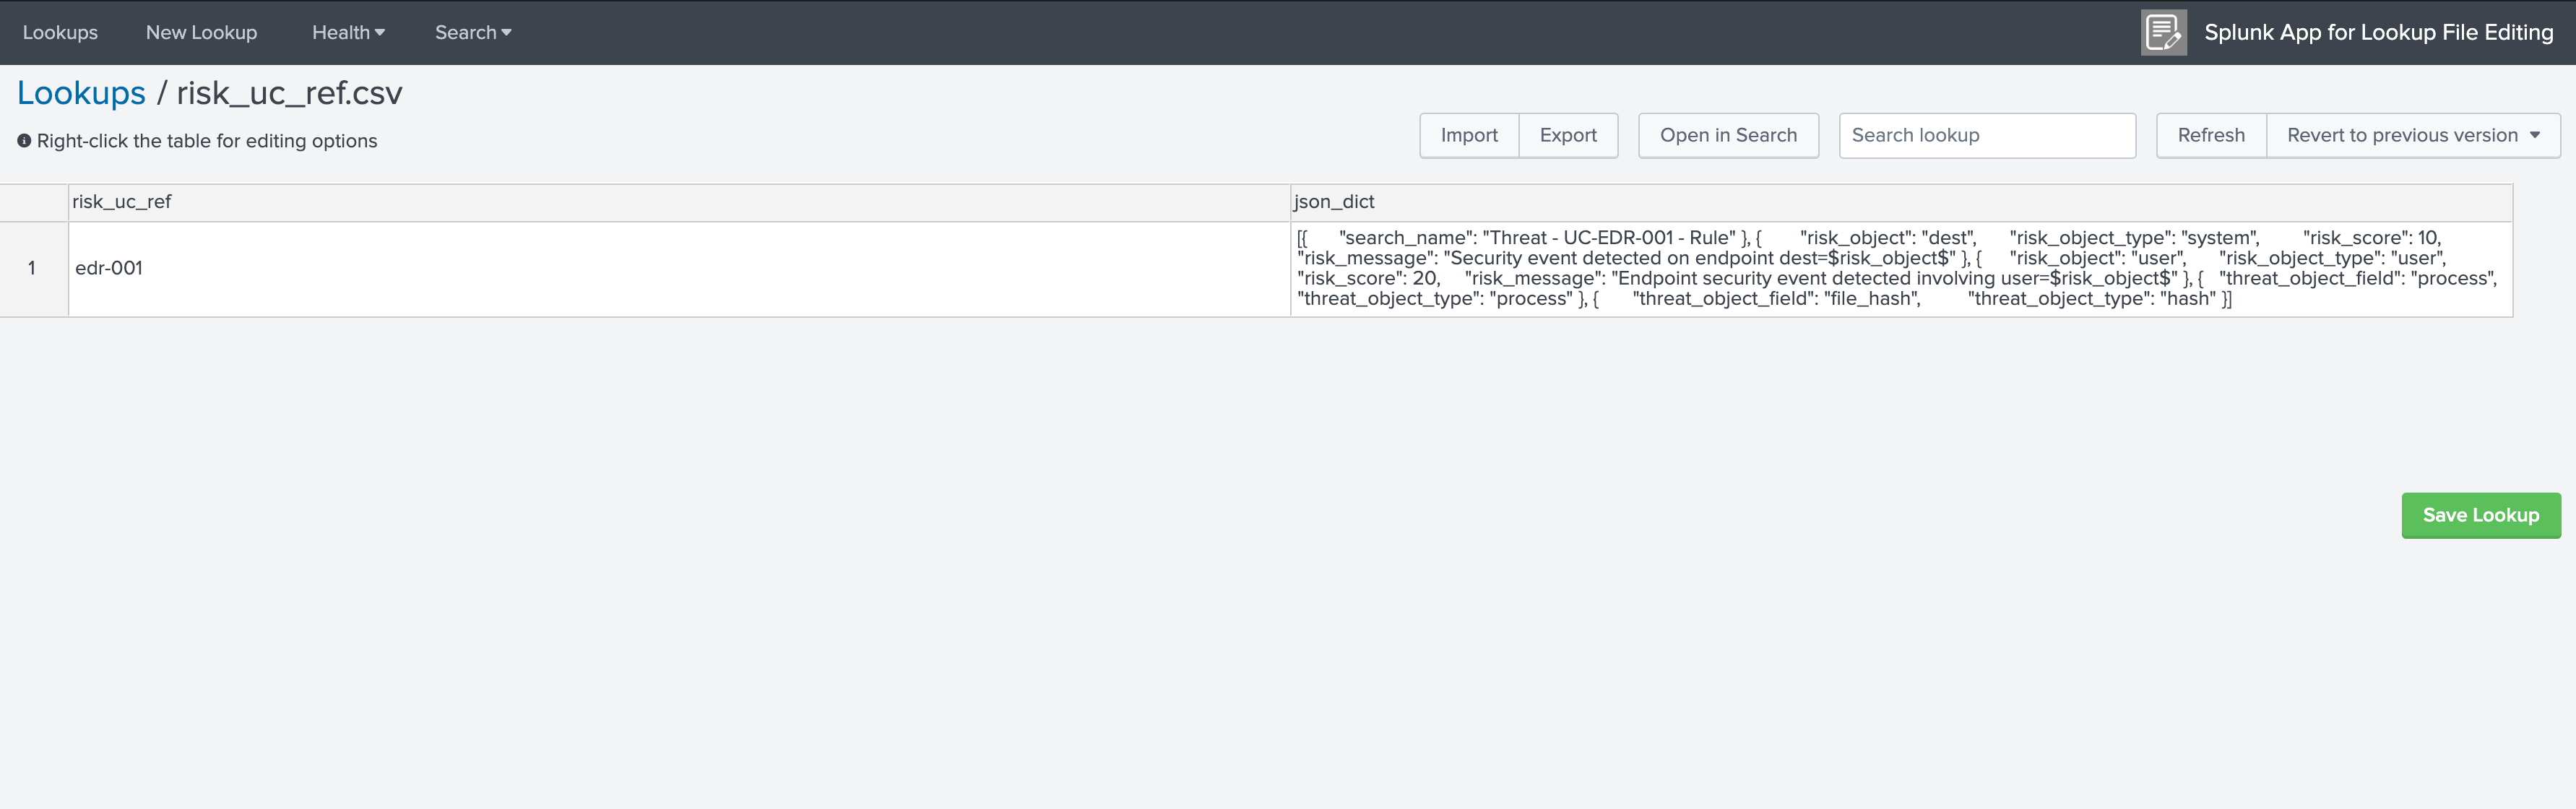 Lookups New Lookup Health Search Splunk App for Lookup File Editing
Lookups / risk_uc_ref.csv
Right-click the table for editing options
Import Export Open in Search Search lookup Refresh Revert to previous version
risk_uc_ref json_dict
1 edr-001
[{ "search_name": "Threat - UC-EDR-001 - Rule" }, { "risk_object": "dest", "risk_object_type": "system", "risk_score": 10,
"risk_message": "Security event detected on endpoint dest=$risk_object$" }, { "risk_object": "user", "risk_object_type": "user",
"risk_score": 20, "risk_message": "Endpoint security event detected involving user=$risk_object$" }, { "threat_object_field": "process",
"threat_object_type": "process" }, { "threat_object_field": "file_hash", "threat_object_type": "hash" }]
Save Lookup